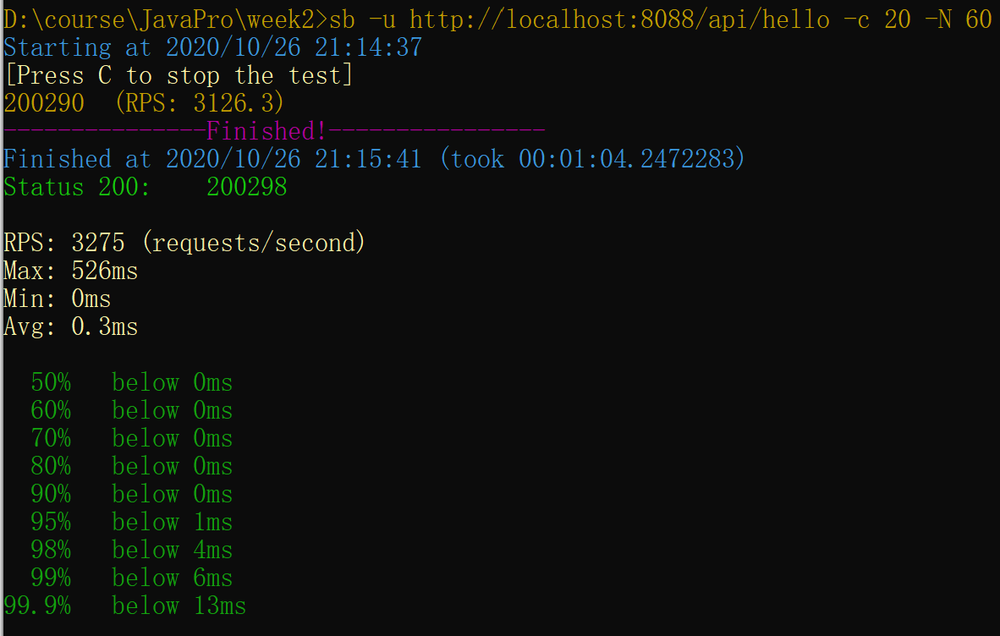 D:\course\JavaPro\week2>sb -u http://localhost:8088/api/hello -c 20 -N 60
Starting at 2020/10/26 21:14:37
[Press C to stop the test]
200290  (RPS: 3126.3)
---------------Finished!----------------
Finished at 2020/10/26 21:15:41 (took 00:01:04.2472283)
Status 200:    200298

RPS: 3275 (requests/second)
Max: 526ms
Min: 0ms
Avg: 0.3ms

  50%   below 0ms
  60%   below 0ms
  70%   below 0ms
  80%   below 0ms
  90%   below 0ms
  95%   below 1ms
  98%   below 4ms
  99%   below 6ms
99.9%   below 13ms